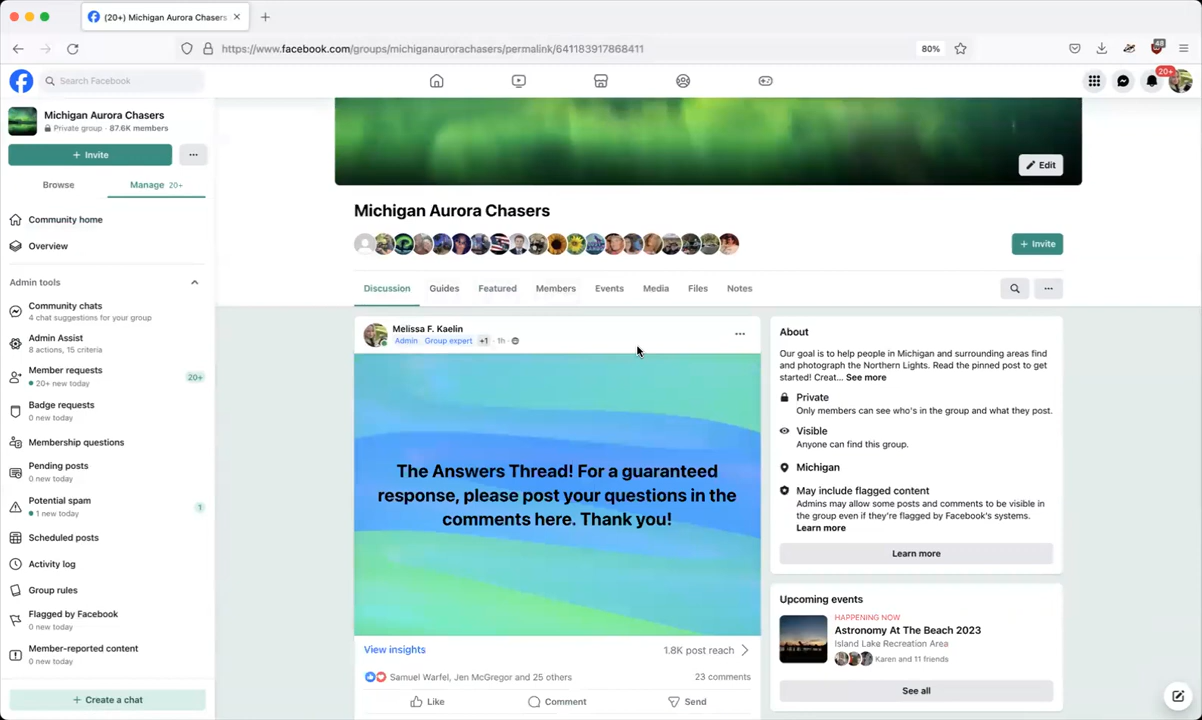 (20+) Michigan Aurora Chasers
https://www.facebook.com/groups/michiganaurorachasers/permalink/641183917868411
80%
48
Search Facebook
20+
Michigan Aurora Chasers
Private group · 87.6K members
+ Invite
Browse
Manage 20+
Community home
Overview
Admin tools
Community chats
4 chat suggestions for your group
Admin Assist
8 actions, 15 criteria
Member requests
20+ new today
20+
Badge requests
0 new today
Membership questions
Pending posts
0 new today
Potential spam
1 new today
1
Scheduled posts
Activity log
Group rules
Flagged by Facebook
0 new today
Member-reported content
0 new today
+ Create a chat
Edit
Michigan Aurora Chasers
+ Invite
Discussion
Guides
Featured
Members
Events
Media
Files
Notes
Melissa F. Kaelin
Admin Group expert +1 · 1h ·
The Answers Thread! For a guaranteed
response, please post your questions in the
comments here. Thank you!
View insights
1.8K post reach
Samuel Warfel, Jen McGregor and 25 others
23 comments
Like
Comment
Send
About
Our goal is to help people in Michigan and surrounding areas find
and photograph the Northern Lights. Read the pinned post to get
started! Creat... See more
Private
Only members can see who's in the group and what they post.
Visible
Anyone can find this group.
Michigan
May include flagged content
Admins may allow some posts and comments to be visible in
the group even if they're flagged by Facebook's systems.
Learn more
Learn more
Upcoming events
HAPPENING NOW
Astronomy At The Beach 2023
Island Lake Recreation Area
Karen and 11 friends
See all